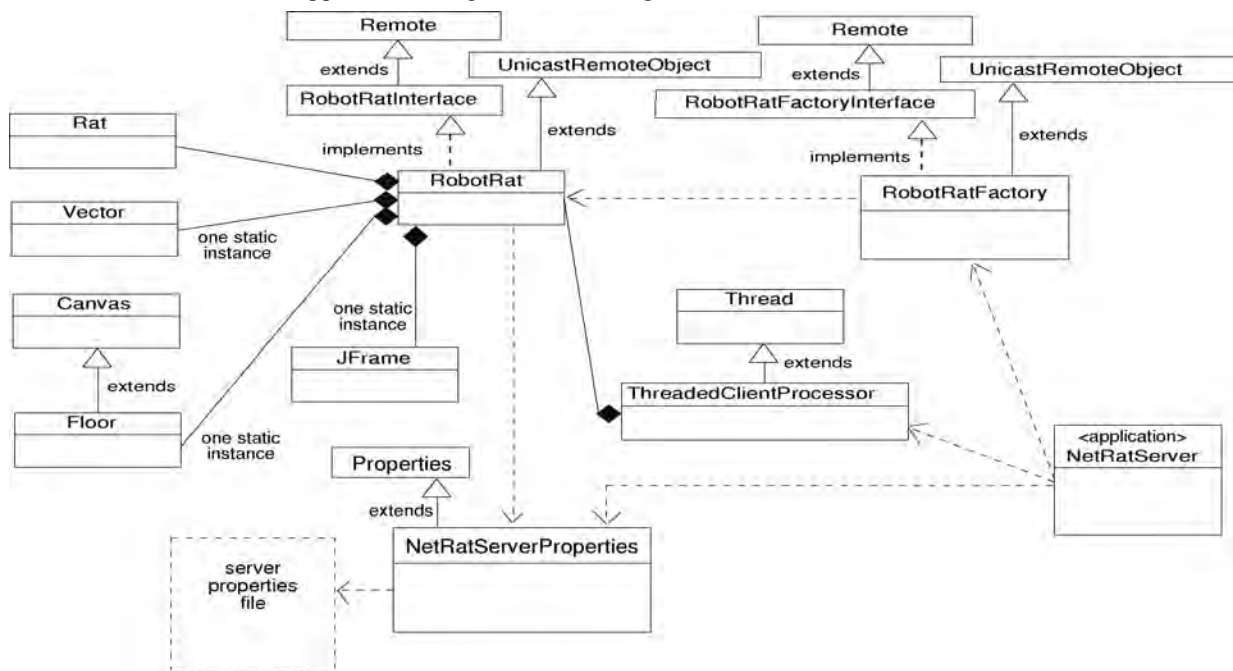 Remote
extends
UnicastRemoteObject
RobotRatInterface
implements
extends
Remote
extends
UnicastRemoteObject
RobotRatFactoryInterface
implements
extends
Rat
RobotRat
RobotRatFactory
Vector
one static
instance
Canvas
extends
Floor
one static
instance
one static
instance
JFrame
Thread
extends
ThreadedClientProcessor
<application>
NetRatServer
Properties
extends
NetRatServerProperties
server
properties
file